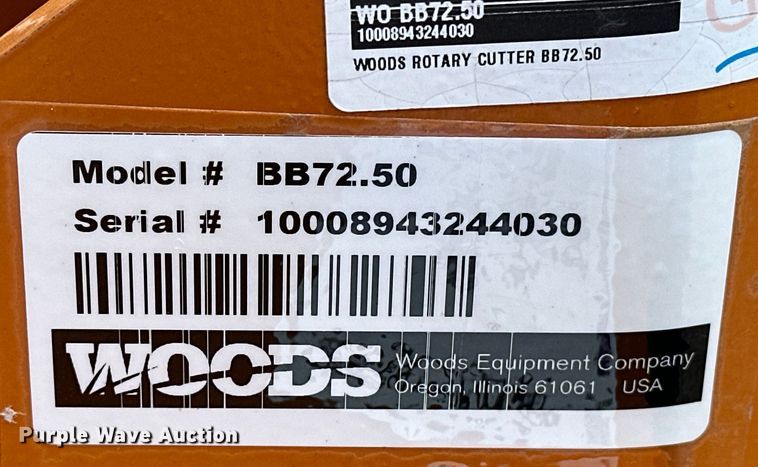 WO BB72.50
10008943244030
WOODS ROTARY CUTTER BB72.50
Model # BB72.50
Serial # 10008943244030
WOODS
Woods Equipment Company
Oregon, Illinois 61061 USA
Purple Wave Auction